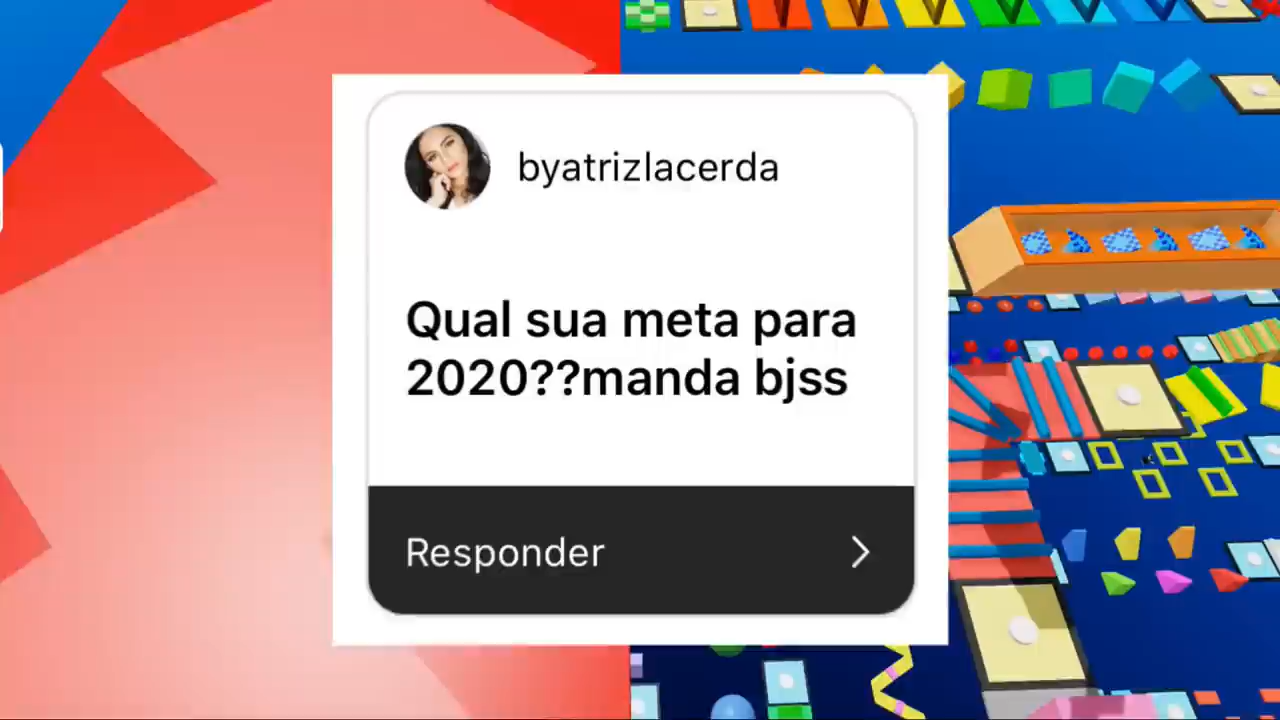 byatrizlacerda
Qual sua meta para
2020??manda bjss
Responder